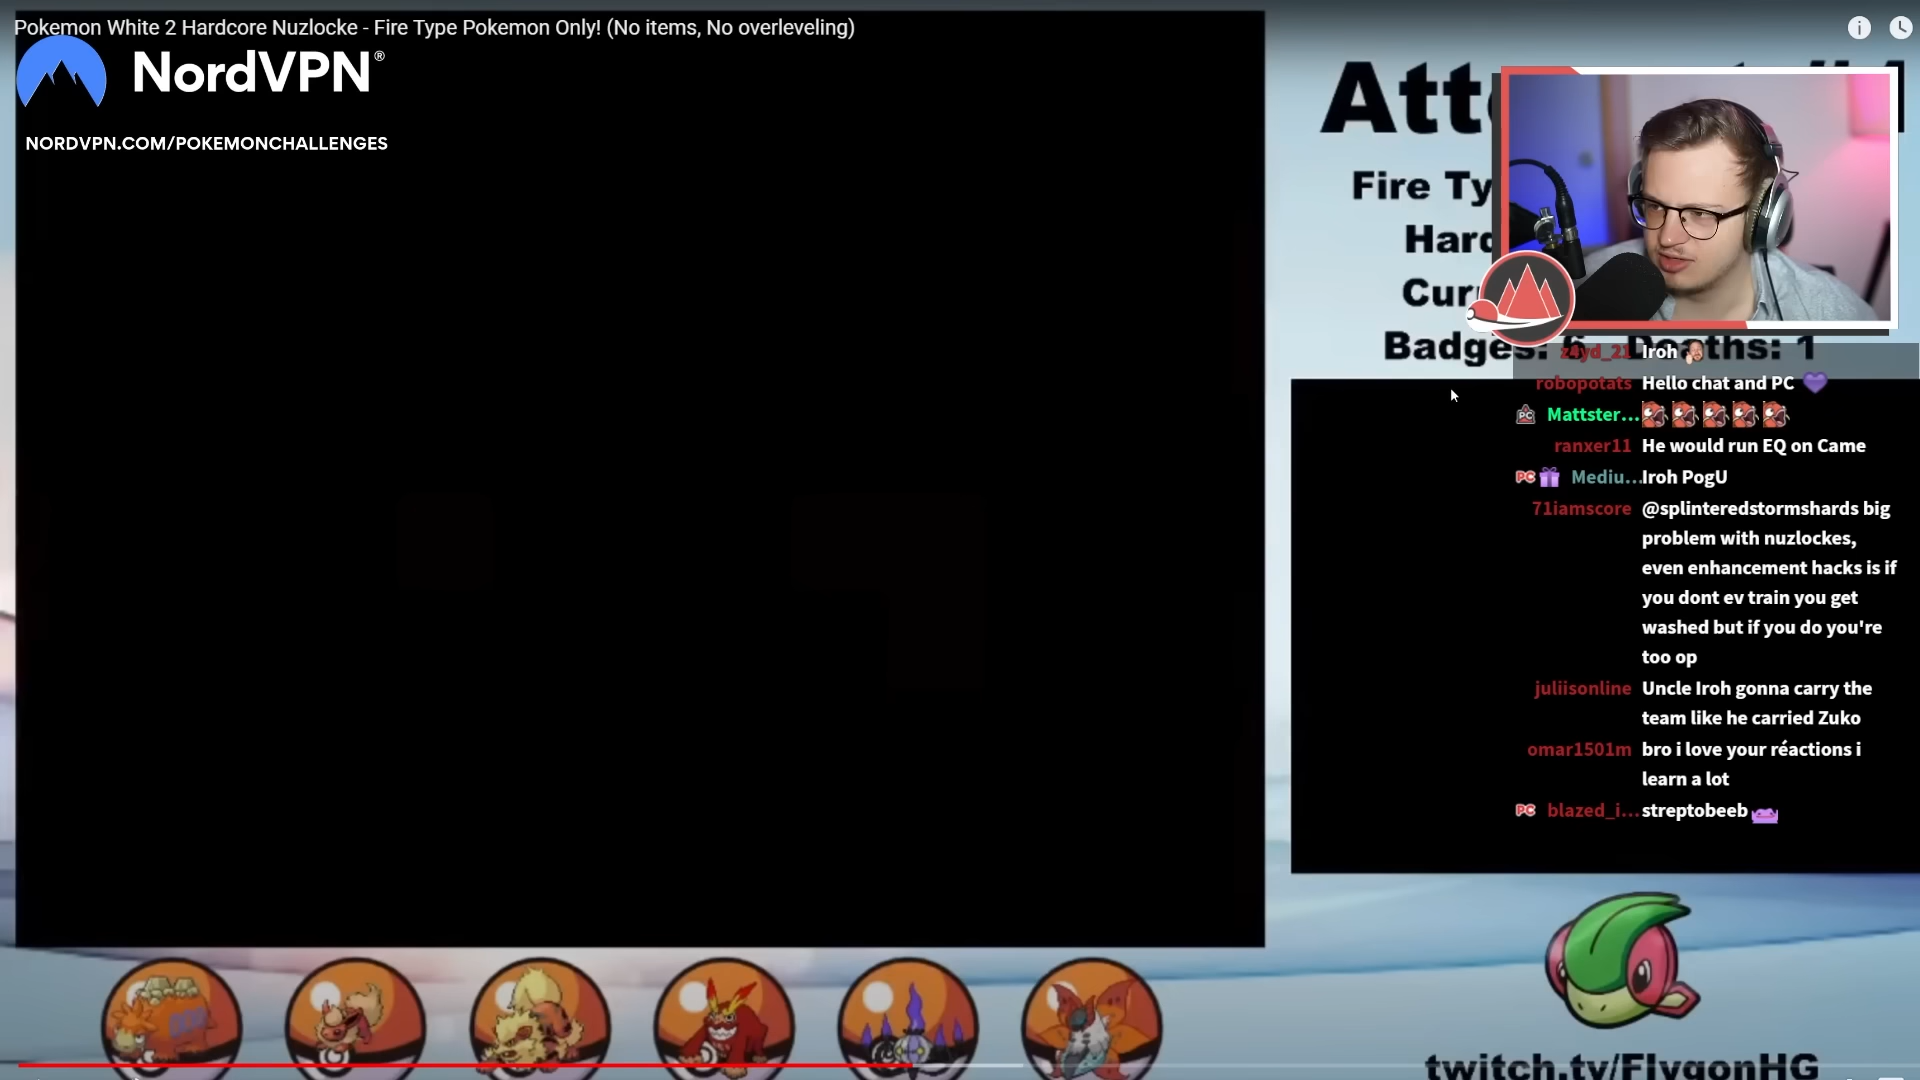 Pokemon White 2 Hardcore Nuzlocke - Fire Type Pokemon Only! (No items, No overleveling)
NordVPN®
NORDVPN.COM/POKEMONCHALLENGES
Att
Fire Ty
Hard
Cur
Badges: 6 Deaths: 1
Iroh
robopotats Hello chat and PC
PC Mattster...
ranxer11 He would run EQ on Came
PC Mediu... Iroh PogU
71iamscore @splinteredstormshards big
problem with nuzlockes,
even enhancement hacks is if
you dont ev train you get
washed but if you do you're
too op
juliisonline Uncle Iroh gonna carry the
team like he carried Zuko
omar1501m bro i love your réactions i
learn a lot
PC blazed_i... streptobeeb
twitch.tv/FlygonHG